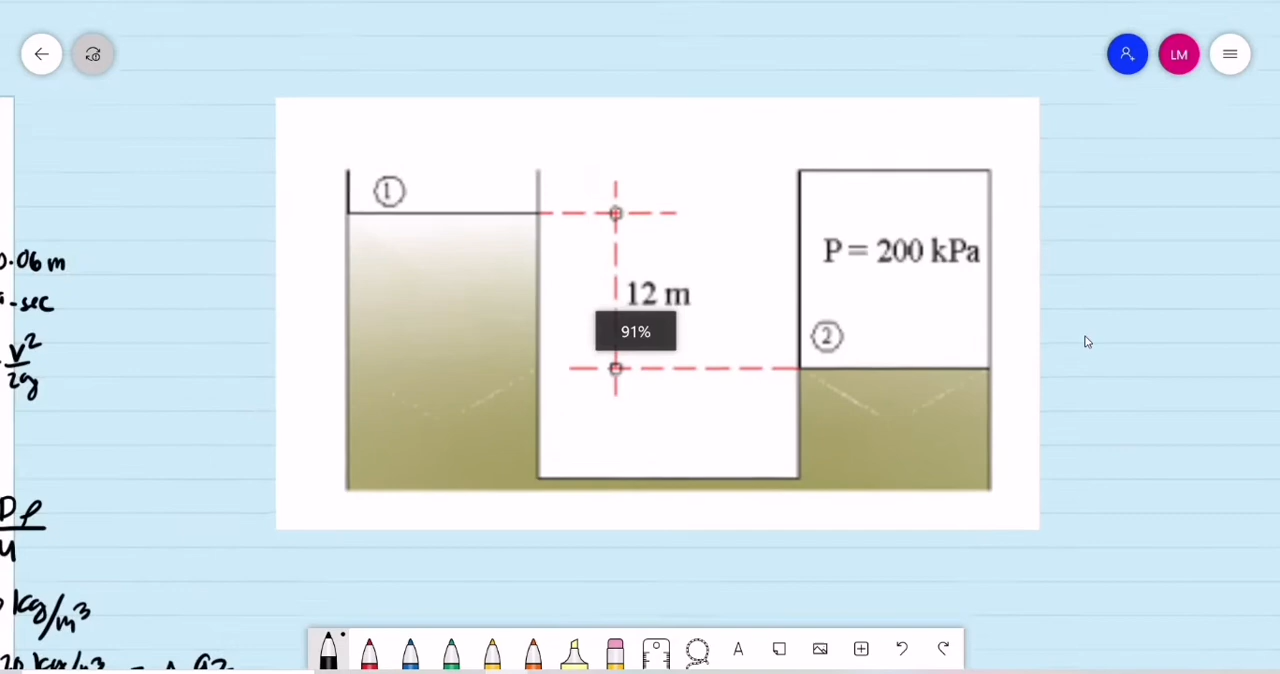 LM
①
P = 200 kPa
12 m
91%
②
0.06 m
- sec
v²
2g
Dρ
kg/m³
A